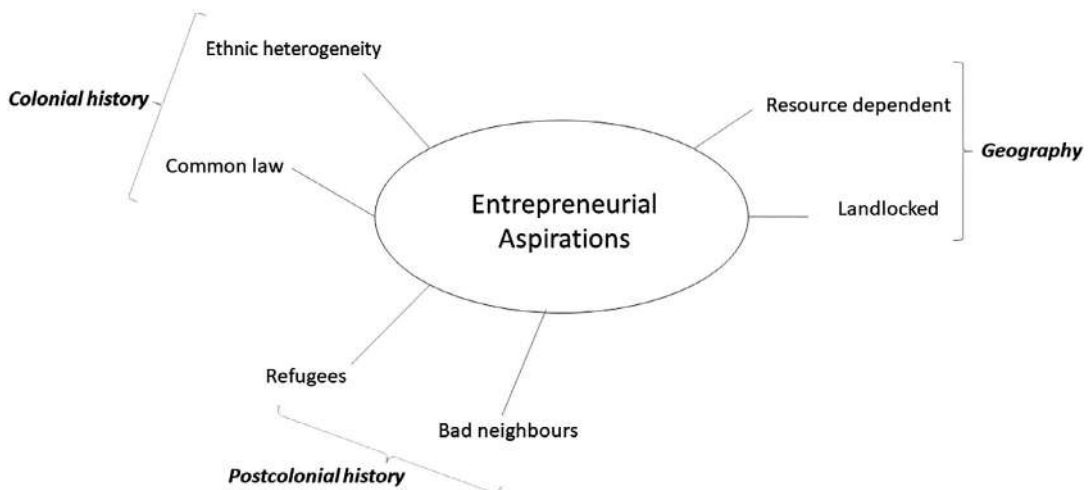 Ethnic heterogeneity
Colonial history
Common law
Resource dependent
Geography
Landlocked
Entrepreneurial
Aspirations
Refugees
Bad neighbours
Postcolonial history